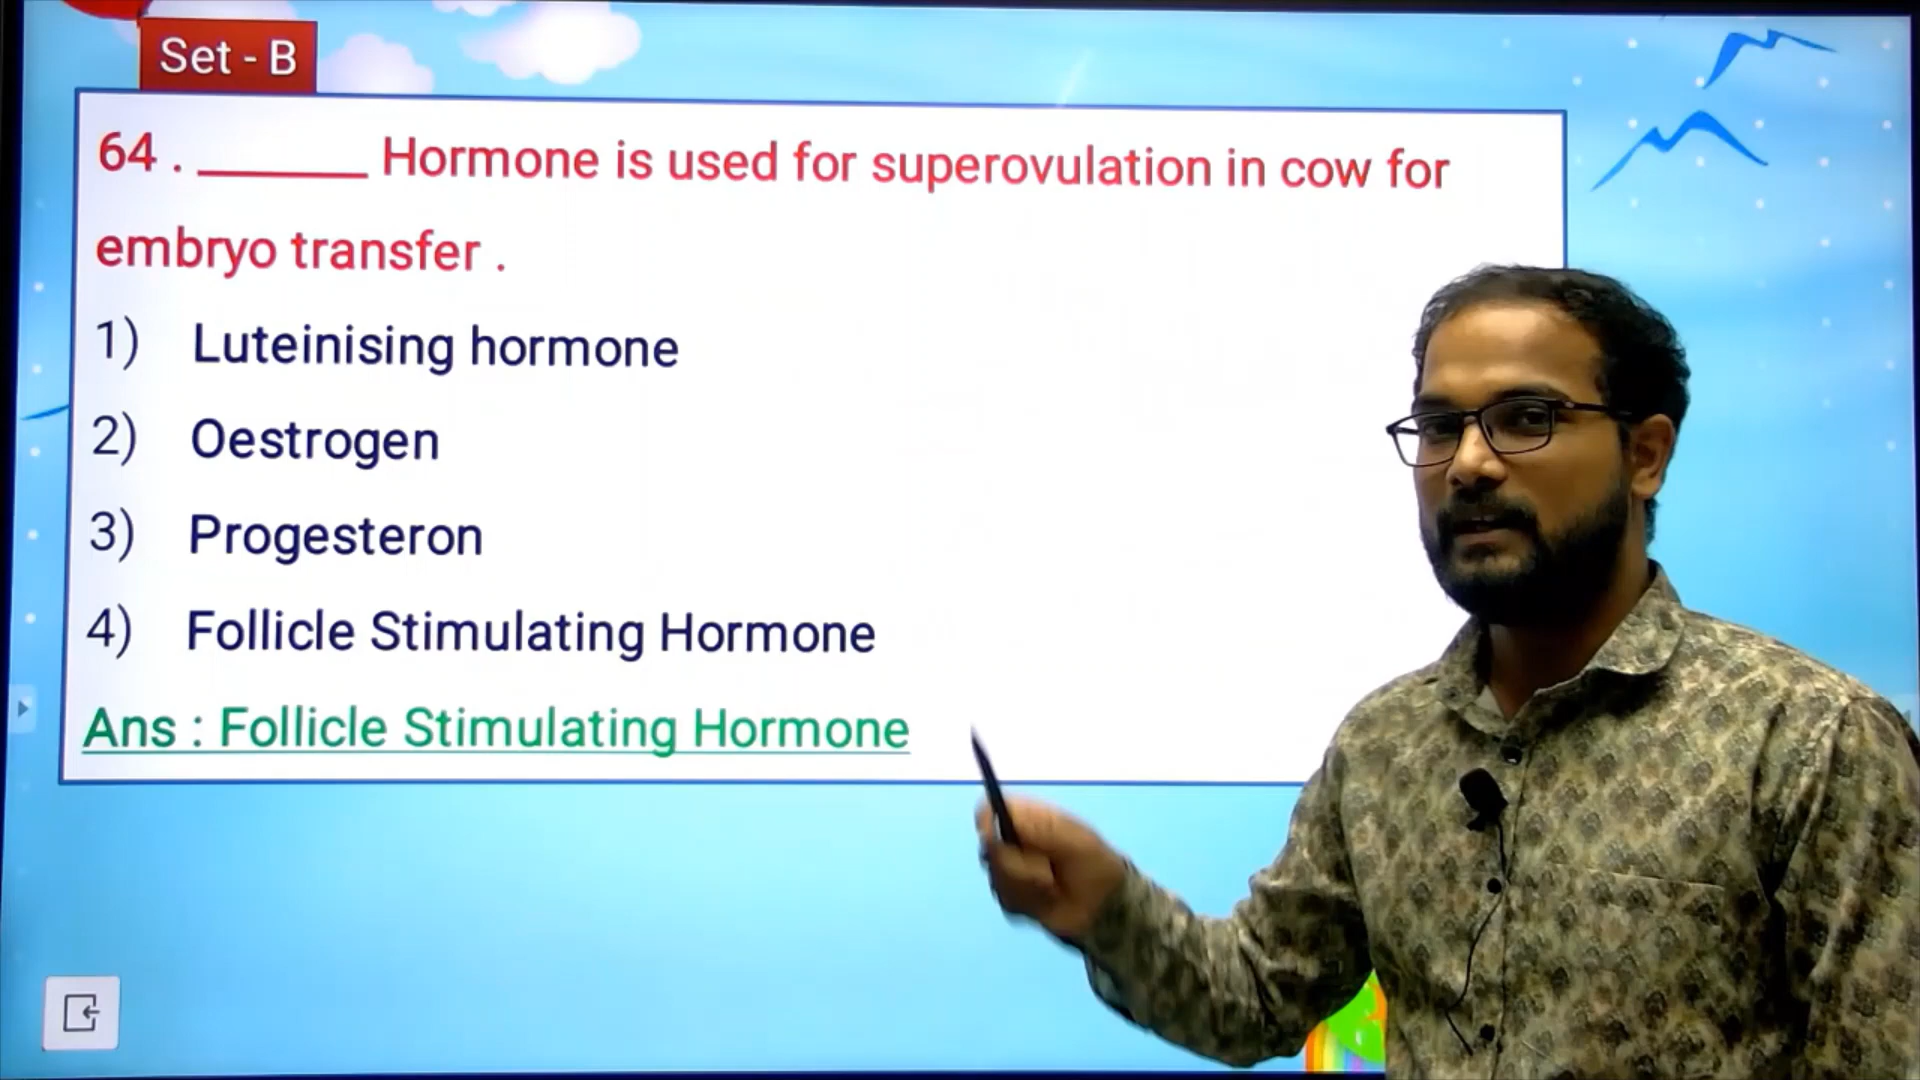 Set - B
64 . ______ Hormone is used for superovulation in cow for
embryo transfer .
1) Luteinising hormone
2) Oestrogen
3) Progesteron
4) Follicle Stimulating Hormone
Ans : Follicle Stimulating Hormone